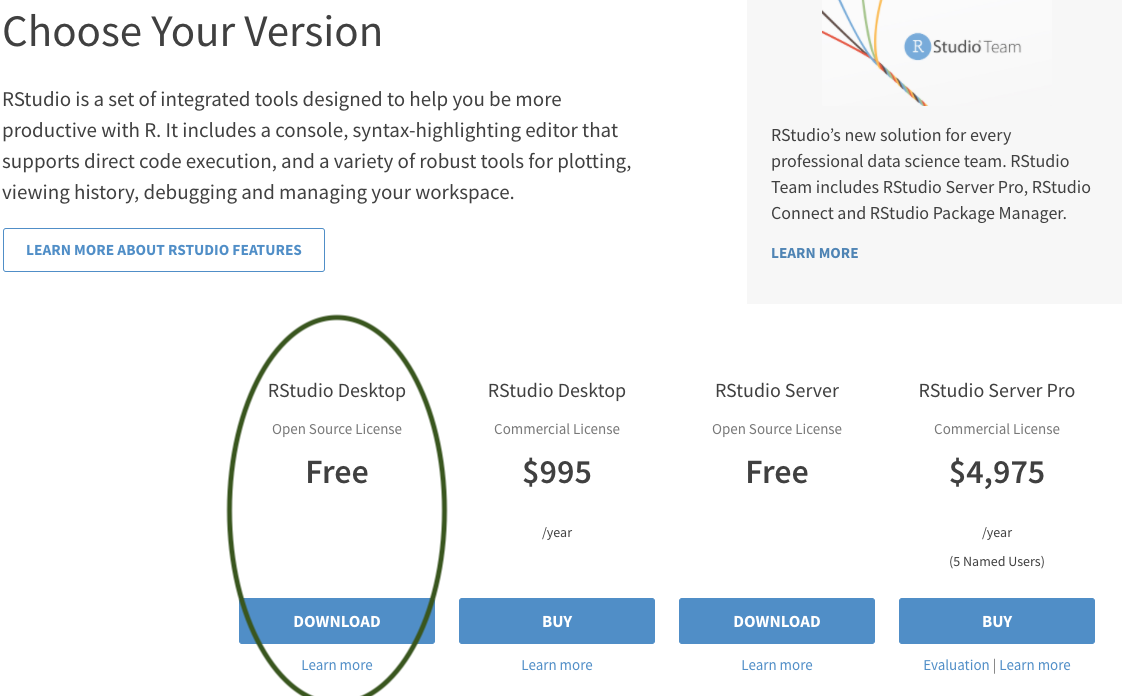 Choose Your Version
RStudio is a set of integrated tools designed to help you be more
productive with R. It includes a console, syntax-highlighting editor that
supports direct code execution, and a variety of robust tools for plotting,
viewing history, debugging and managing your workspace.
LEARN MORE ABOUT RSTUDIO FEATURES
R Studio Team
RStudio’s new solution for every
professional data science team. RStudio
Team includes RStudio Server Pro, RStudio
Connect and RStudio Package Manager.
LEARN MORE
RStudio Desktop
Open Source License
Free
DOWNLOAD
Learn more
RStudio Desktop
Commercial License
$995
/year
BUY
Learn more
RStudio Server
Open Source License
Free
DOWNLOAD
Learn more
RStudio Server Pro
Commercial License
$4,975
/year
(5 Named Users)
BUY
Evaluation | Learn more